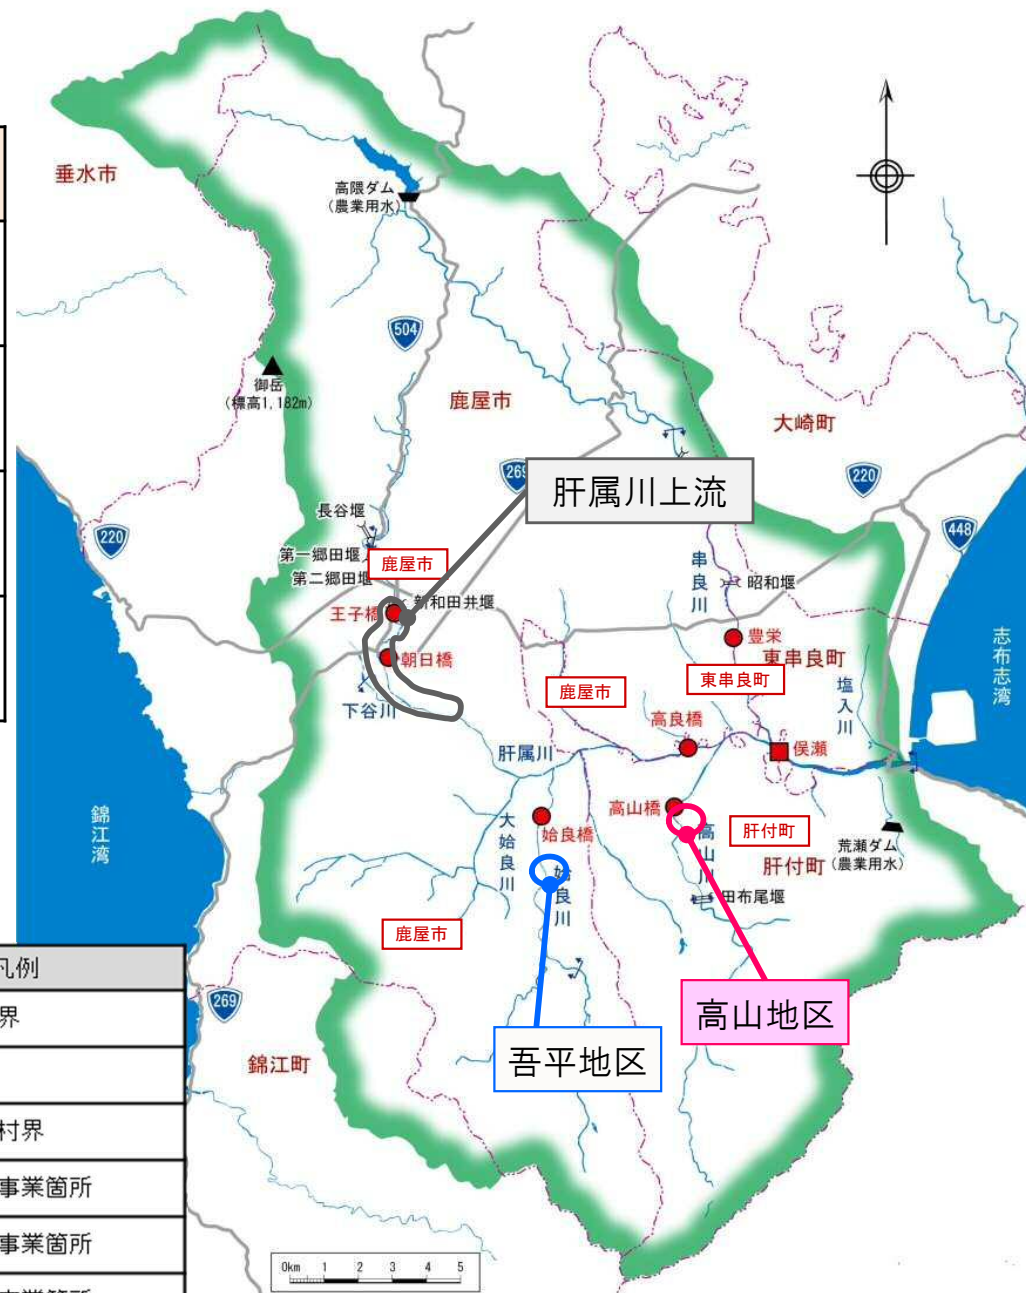 垂水市
高隈ダム
(農業用水)
504
御岳
(標高1,182m)
鹿屋市
大崎町
269
肝属川上流
220
220
448
長谷堰
第一郷田堰
第二郷田堰
鹿屋市
新和田井堰
王子橋
朝日橋
下谷川
串良川
昭和堰
豊栄
東串良町
東串良町
鹿屋市
塩入川
志布志湾
高良橋
俣瀬
肝属川
錦江湾
大姶良川
姶良橋
高山橋
高山川
肝付町
肝付町
荒瀬ダム
(農業用水)
姶良川
田布尾堰
鹿屋市
凡例
界
村界
事業箇所
事業箇所
269
錦江町
吾平地区
高山地区
0km 1 2 3 4 5